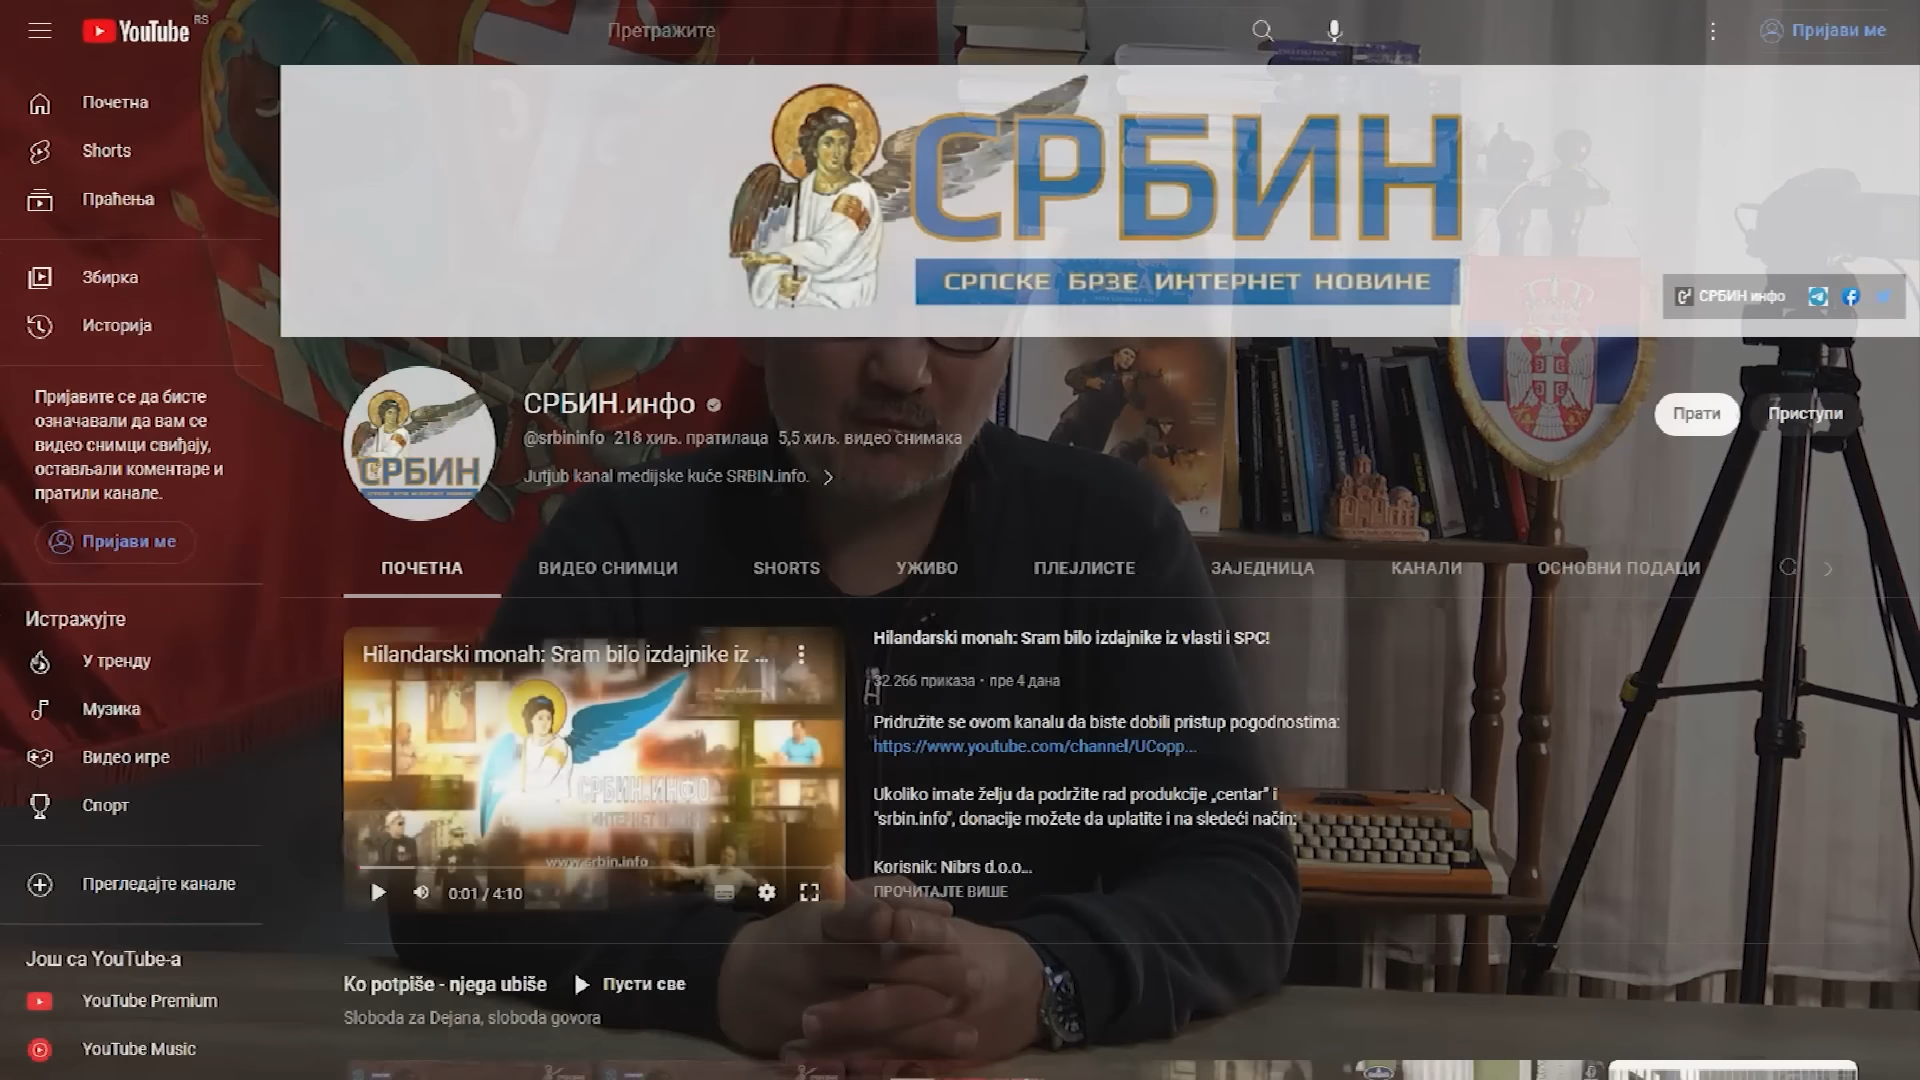 YouTube RS
Претражите
Пријави ме
Почетна
Shorts
Праћења
Збирка
Историја
Пријавите се да бисте
означавали да вам се
видео снимци свиђају,
остављали коментаре и
пратили канале.
Пријави ме
Истражујте
У тренду
Музика
Видео игре
Спорт
Прегледајте канале
Још са YouTube-а
YouTube Premium
YouTube Music
СРБИН
СРПСКЕ БРЗЕ ИНТЕРНЕТ НОВИНЕ
СРБИН инфо
СРБИН
СРБИН.инфо
@srbininfo 218 хиљ. пратилаца 5,5 хиљ. видео снимака
Jutjub kanal medijske kuće SRBIN.info.
Прати
Приступи
ПОЧЕТНА
ВИДЕО СНИМЦИ
SHORTS
УЖИВО
ПЛЕЈЛИСТЕ
ЗАЈЕДНИЦА
КАНАЛИ
ОСНОВНИ ПОДАЦИ
Hilandarski monah: Sram bilo izdajnike iz ...
СРБИН.ИНФО
www.srbin.info
0:01 / 4:10
Hilandarski monah: Sram bilo izdajnike iz vlasti i SPC!
32.266 приказа • пре 4 дана
Pridružite se ovom kanalu da biste dobili pristup pogodnostima:
https://www.youtube.com/channel/UCopp...
Ukoliko imate želju da podržite rad produkcije „centar" i
"srbin.info", donacije možete da uplatite i na sledeći način:
Korisnik: Nibrs d.o.o...
ПРОЧИТАЈТЕ ВИШЕ
Ko potpiše - njega ubiše
Пусти све
Sloboda za Dejana, sloboda govora